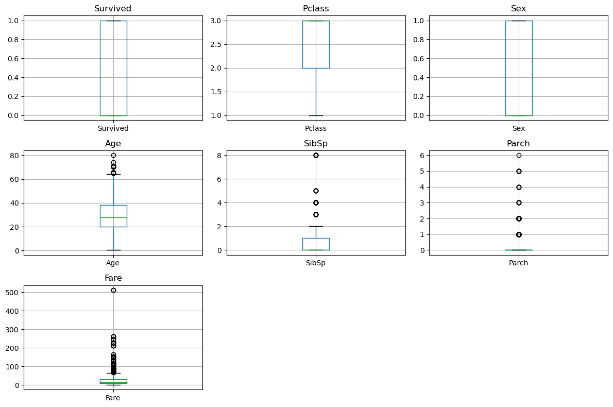 Survived Pclass Sex
1.0 3.0 1.0
0.8 2.5 0.8
0.6 2.0 0.6
0.4 1.5 0.4
0.2 1.0 0.2
0.0 0.0
Survived Pclass Sex
Age SibSp Parch
80 8 6
60 6 5
40 4 4
20 2 3
0 0 2
1
0
Age SibSp Parch
Fare
500
400
300
200
100
0
Fare